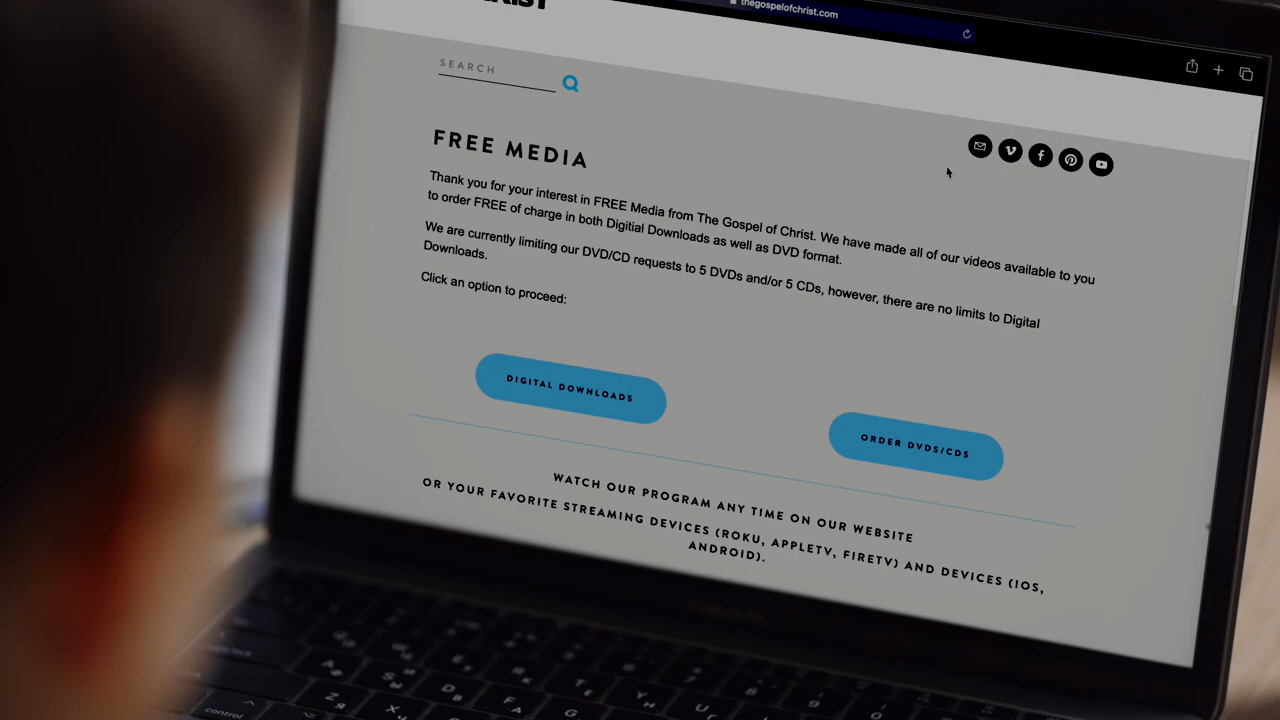 thegospelofchrist.com
SEARCH
FREE MEDIA
Thank you for your interest in FREE Media from The Gospel of Christ. We have made all of our videos available to you
to order FREE of charge in both Digitial Downloads as well as DVD format.
We are currently limiting our DVD/CD requests to 5 DVDs and/or 5 CDs, however, there are no limits to Digital
Downloads.
Click an option to proceed:
DIGITAL DOWNLOADS
ORDER DVDS/CDS
WATCH OUR PROGRAM ANY TIME ON OUR WEBSITE
OR YOUR FAVORITE STREAMING DEVICES (ROKU, APPLETV, FIRETV) AND DEVICES (IOS,
ANDROID).
control